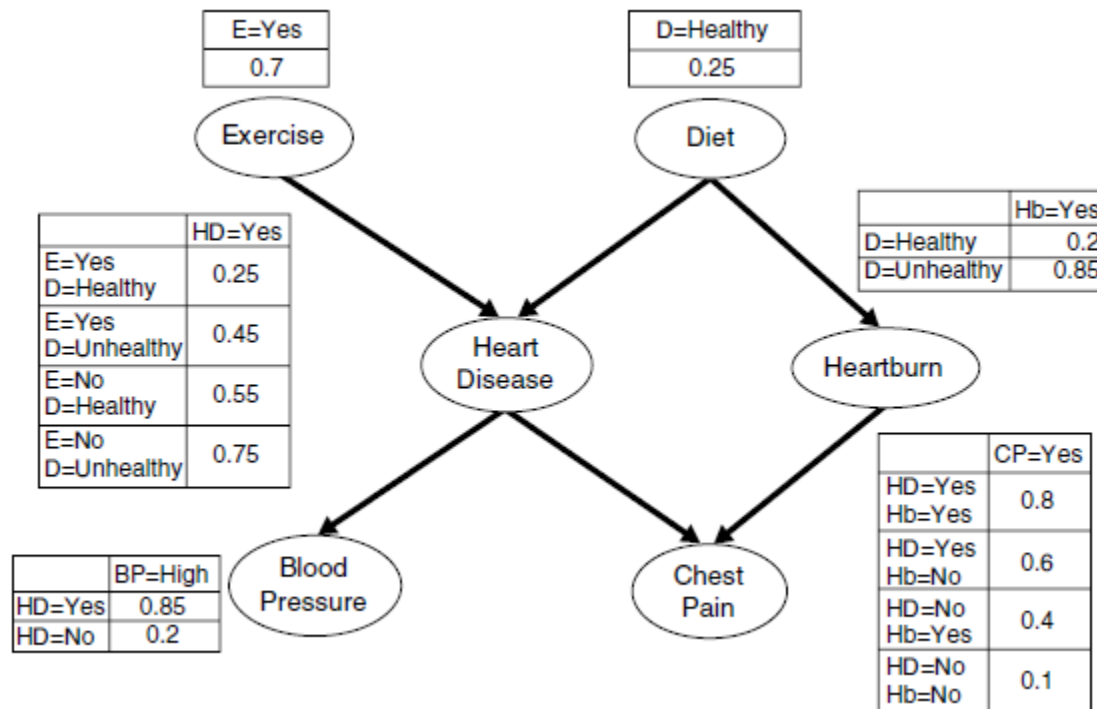 E=Yes
0.7
D=Healthy
0.25
Exercise
Diet
HD=Yes
E=Yes
D=Healthy
0.25
E=Yes
D=Unhealthy
0.45
E=No
D=Healthy
0.55
E=No
D=Unhealthy
0.75
Hb=Yes
D=Healthy 0.2
D=Unhealthy 0.85
Heart
Disease
Heartburn
BP=High
HD=Yes 0.85
HD=No 0.2
Blood
Pressure
Chest
Pain
CP=Yes
HD=Yes
Hb=Yes
0.8
HD=Yes
Hb=No
0.6
HD=No
Hb=Yes
0.4
HD=No
Hb=No
0.1